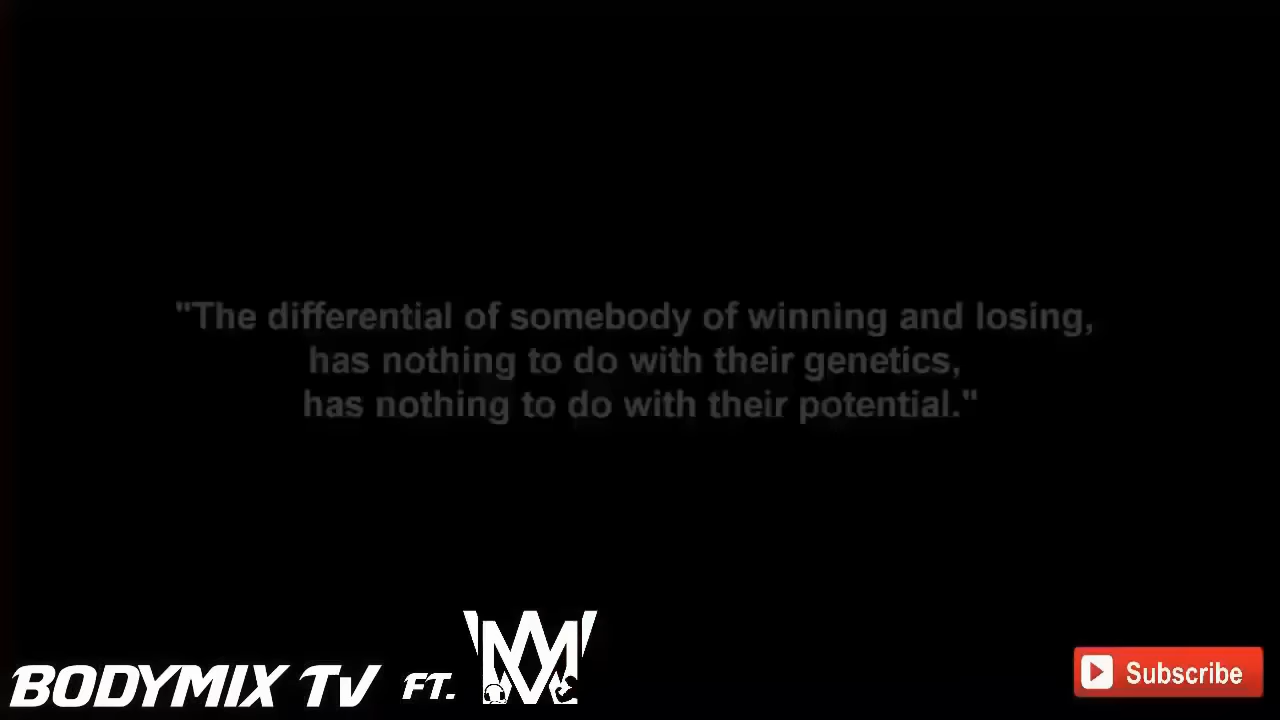 "The differential of somebody of winning and losing,
has nothing to do with their genetics,
has nothing to do with their potential."
BODYMIX TV FT.
Subscribe